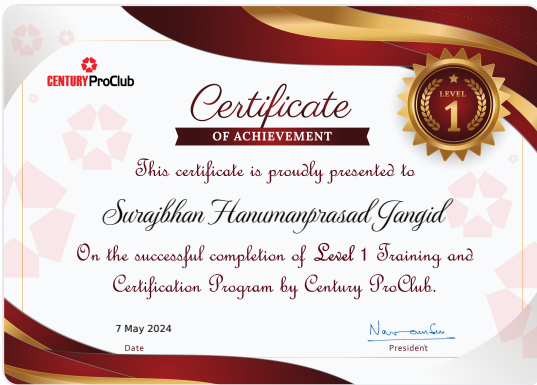 CENTURY ProClub
Certificate
OF ACHIEVEMENT
LEVEL
1
This certificate is proudly presented to
Surajbhan Hanumanprasad Jangid
On the successful completion of Level 1 Training and
Certification Program by Century ProClub.
7 May 2024
Date
President